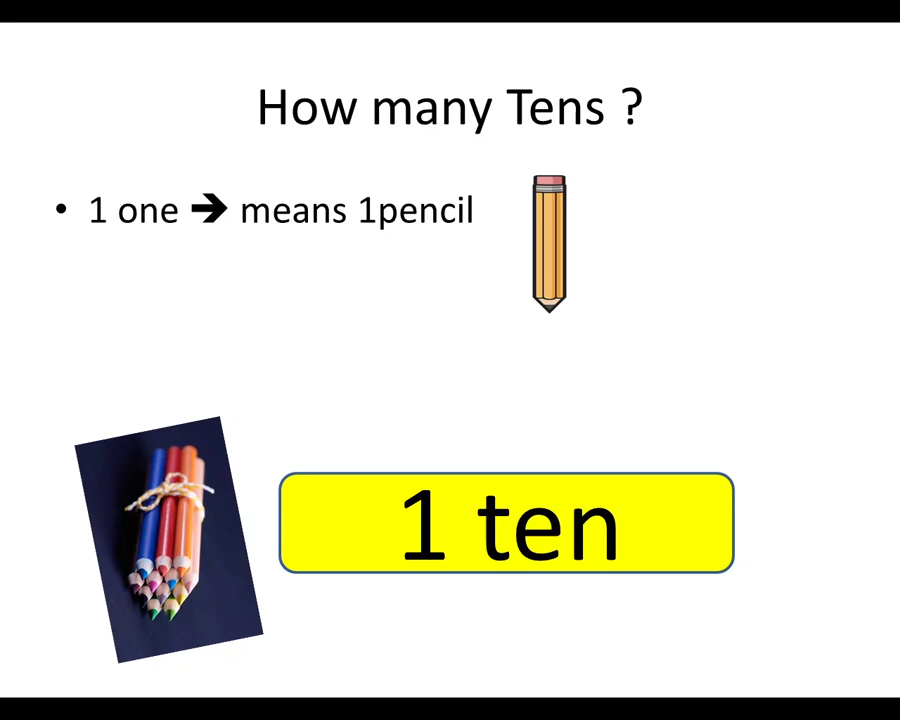 How many Tens ?
• 1 one ➔ means 1pencil
1 ten